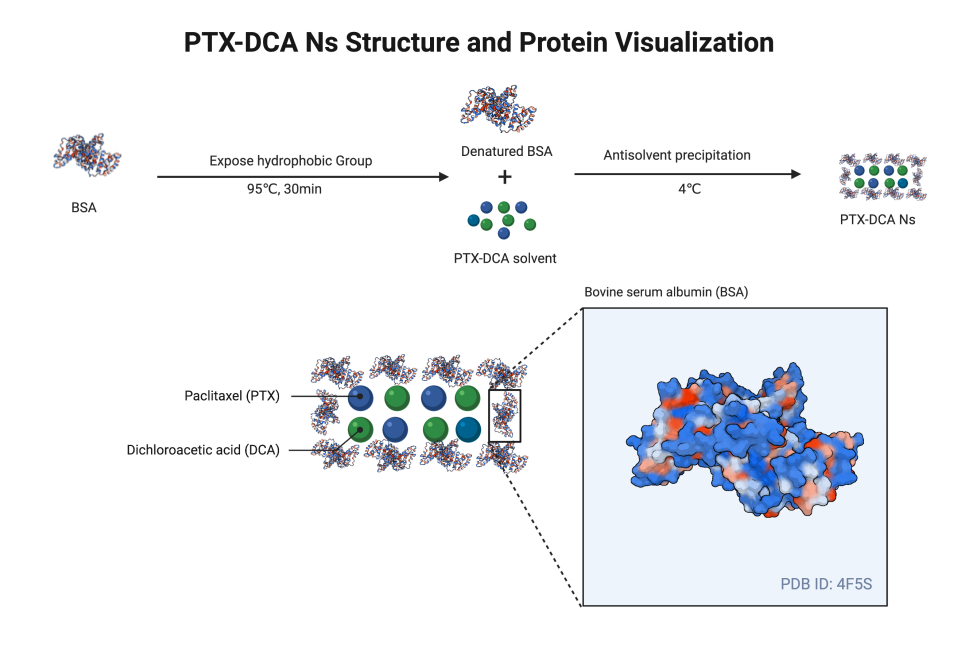 PTX-DCA Ns Structure and Protein Visualization
BSA
Expose hydrophobic Group
95℃, 30min
Denatured BSA
+
PTX-DCA solvent
Antisolvent precipitation
4℃
PTX-DCA Ns
Bovine serum albumin (BSA)
Paclitaxel (PTX)
Dichloroacetic acid (DCA)
PDB ID: 4F5S